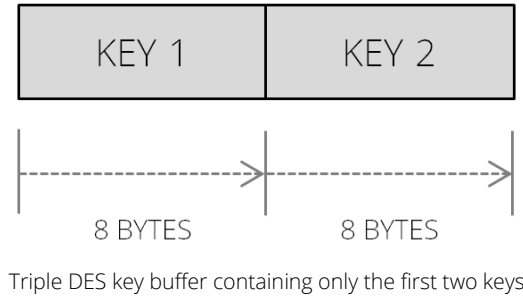 KEY 1 KEY 2
8 BYTES 8 BYTES
Triple DES key buffer containing only the first two keys